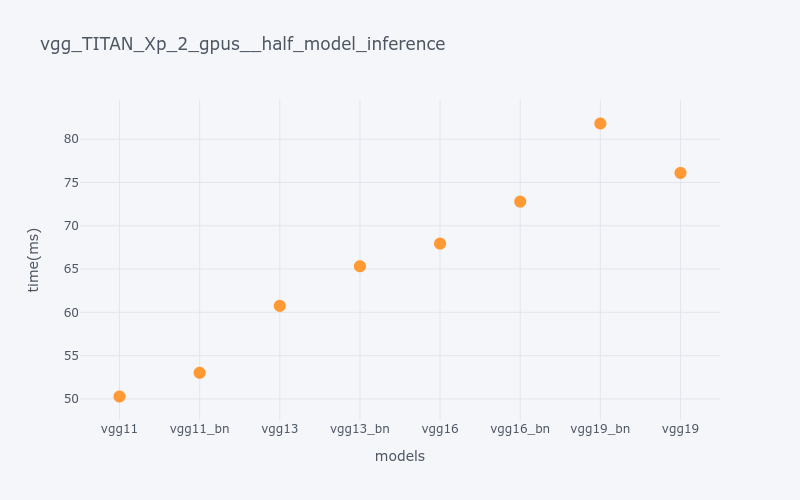 vgg_TITAN_Xp_2_gpus__half_model_inference
time(ms)
80
75
70
65
60
55
50
vgg11 vgg11_bn vgg13 vgg13_bn vgg16 vgg16_bn vgg19_bn vgg19
models